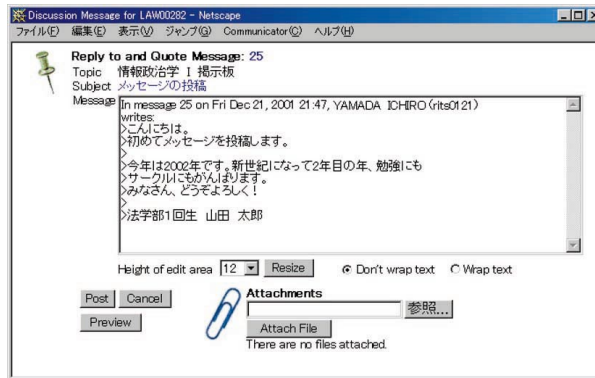 Discussion Message for LAW00282 - Netscape
ファイル(F) 編集(E) 表示(V) ジャンプ(G) Communicator(C) ヘルプ(H)
Reply to and Quote Message: 25
Topic 情報政治学 I 掲示板
Subject メッセージの投稿
Message
In message 25 on Fri Dec 21, 2001 21:47, YAMADA ICHIRO (rits0121)
writes:
>こんにちは。
>初めてメッセージを投稿します。
>
>今年は2002年です。新世紀になって2年目の年、勉強にも
>サークルにもがんばります。
>みなさん、どうぞよろしく！
>
>法学部1回生 山田 太郎
Height of edit area 12 Resize Don't wrap text Wrap text
Post Cancel
Preview
Attachments
参照...
Attach File
There are no files attached.